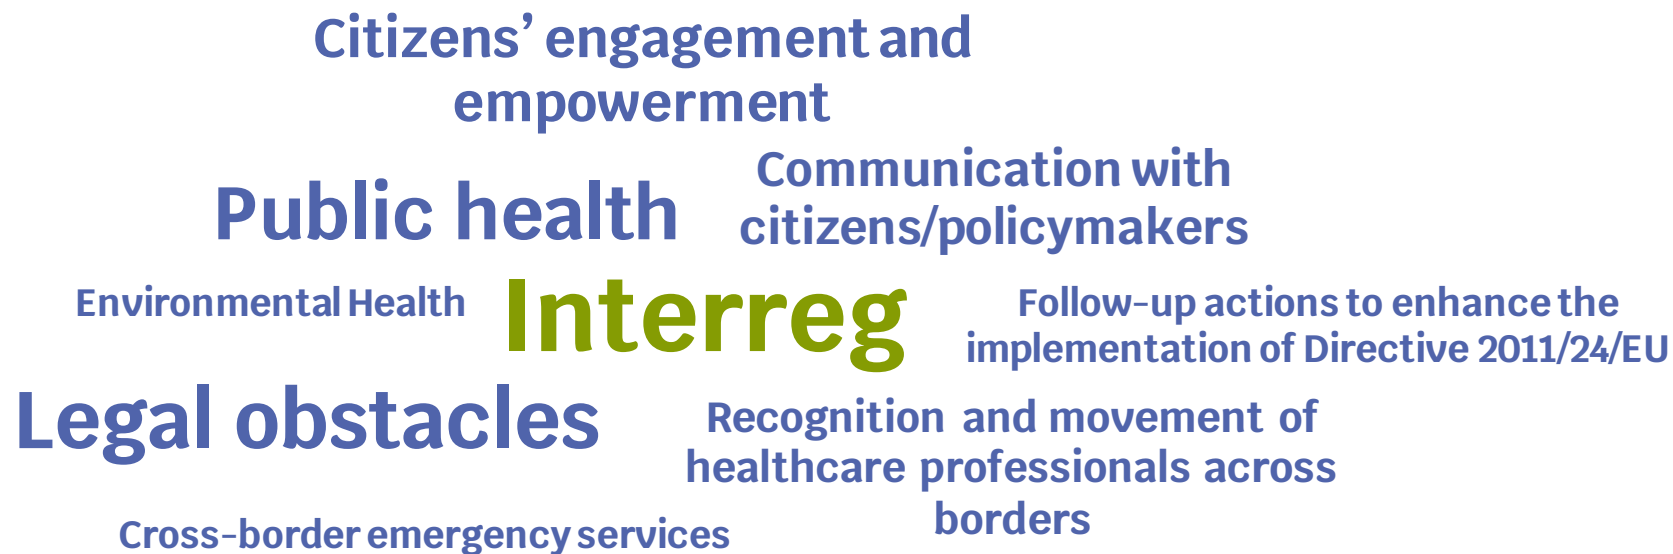 Citizens’ engagement and
empowerment
Communication with
citizens/policymakers
Public health
Environmental Health
Interreg
Follow-up actions to enhance the
implementation of Directive 2011/24/EU
Legal obstacles
Recognition and movement of
healthcare professionals across
borders
Cross-border emergency services